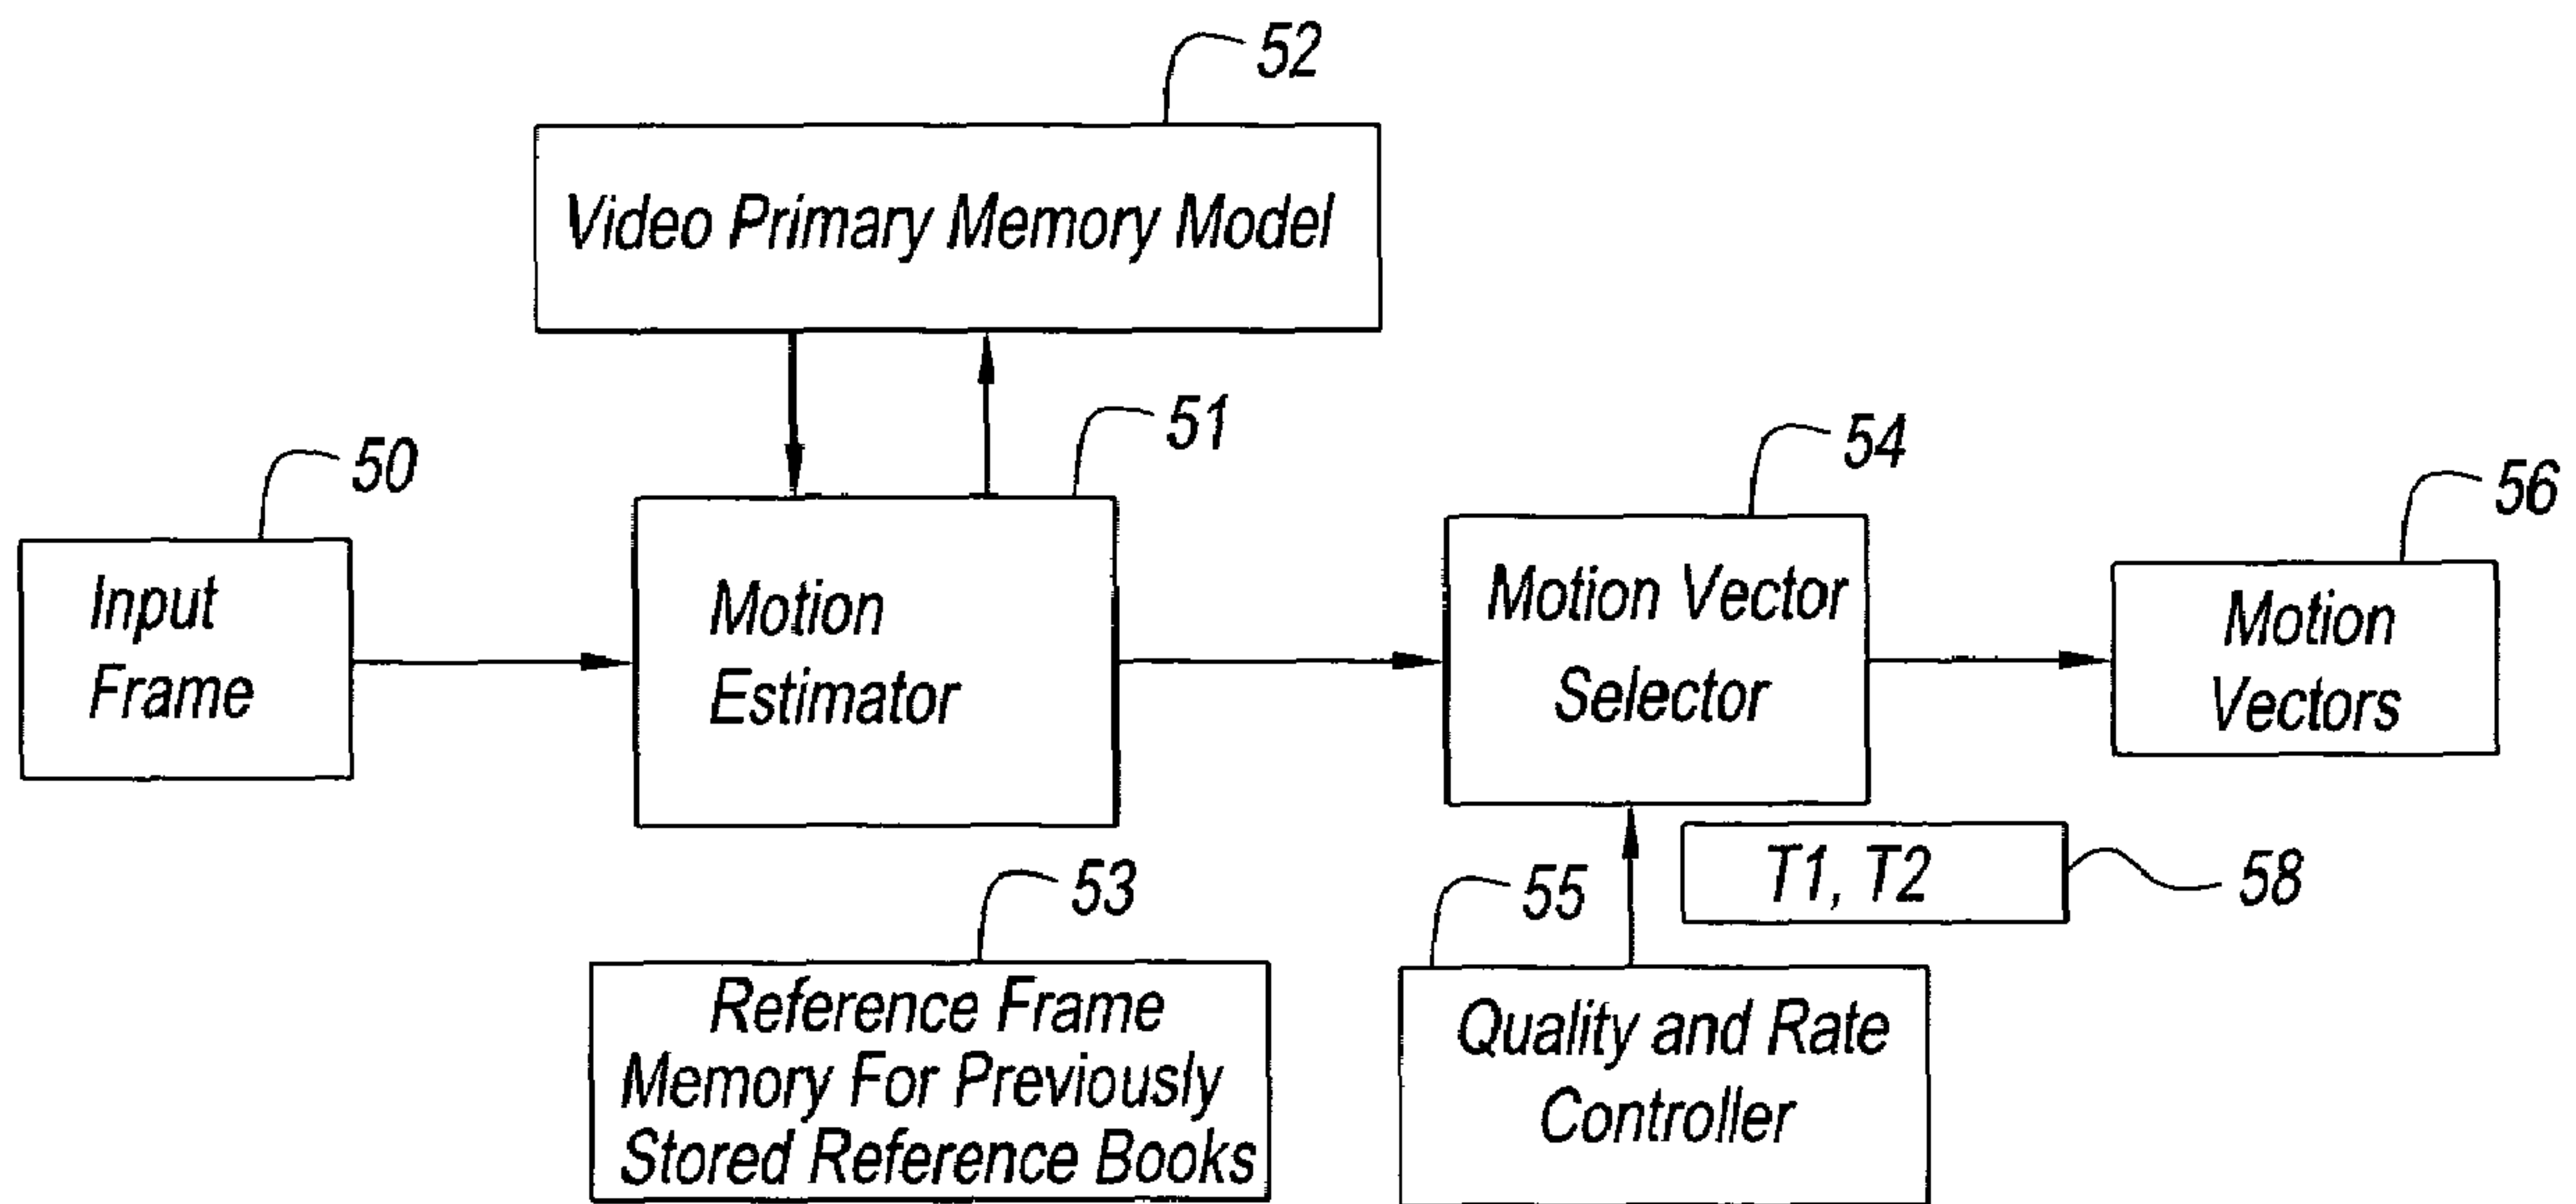 52
Video Primary Memory Model
51
50
54
56
Input
Frame
Motion
Estimator
Motion Vector
Selector
Motion
Vectors
53
55
T1, T2
58
Reference Frame
Memory For Previously
Stored Reference Books
Quality and Rate
Controller